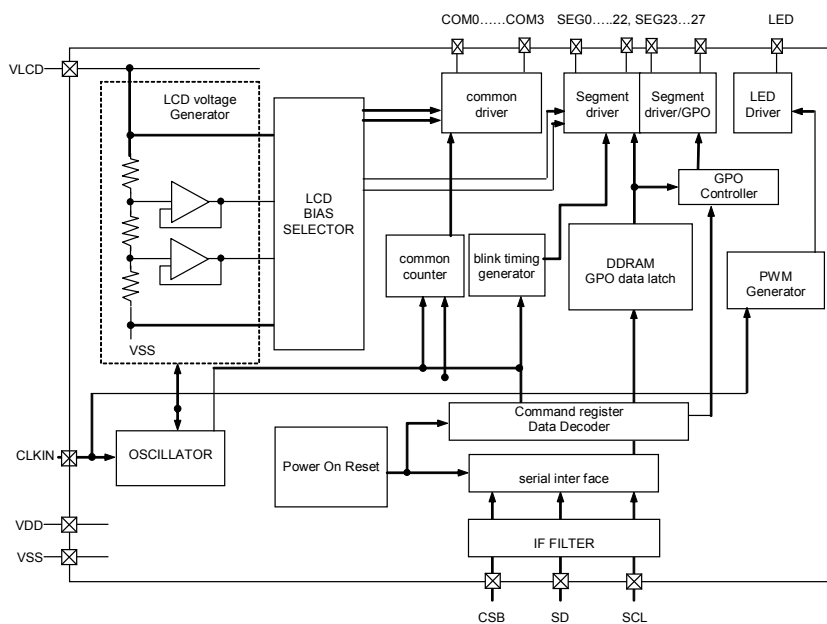 COM0......COM3 SEG0.....22, SEG23...27 LED
VLCD
LCD voltage
Generator
common
driver
Segment
driver
Segment
driver/GPO
LED
Driver
LCD
BIAS
SELECTOR
GPO
Controller
common
counter
blink timing
generator
DDRAM
GPO data latch
PWM
Generator
VSS
Command register
Data Decoder
CLKIN
OSCILLATOR
Power On Reset
serial inter face
VDD
VSS
IF FILTER
CSB SD SCL